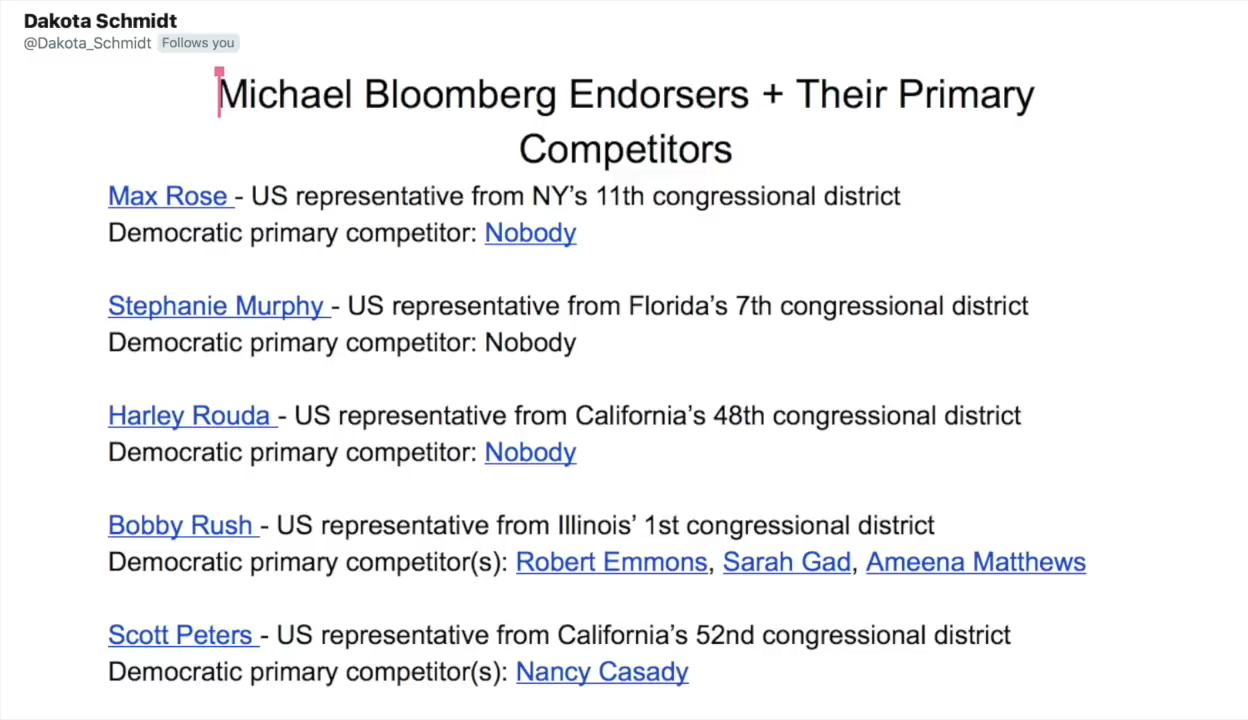 Dakota Schmidt
@Dakota_Schmidt Follows you
Michael Bloomberg Endorsers + Their Primary
Competitors
Max Rose - US representative from NY’s 11th congressional district
Democratic primary competitor: Nobody
Stephanie Murphy - US representative from Florida’s 7th congressional district
Democratic primary competitor: Nobody
Harley Rouda - US representative from California’s 48th congressional district
Democratic primary competitor: Nobody
Bobby Rush - US representative from Illinois’ 1st congressional district
Democratic primary competitor(s): Robert Emmons, Sarah Gad, Ameena Matthews
Scott Peters - US representative from California’s 52nd congressional district
Democratic primary competitor(s): Nancy Casady